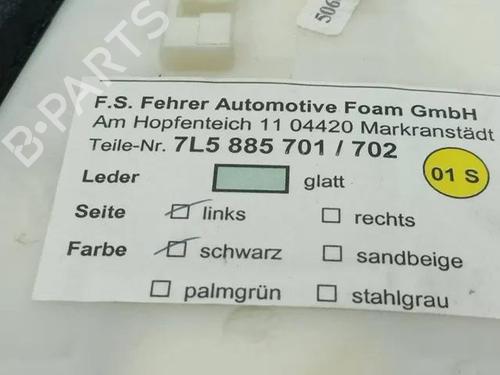 506
B-PARTS
F.S. Fehrer Automotive Foam GmbH
Am Hopfenteich 11 04420 Markranstädt
Teile-Nr. 7L5 885 701 / 702
01 S
Leder glatt
Seite links rechts
Farbe schwarz sandbeige
palmgrün stahlgrau